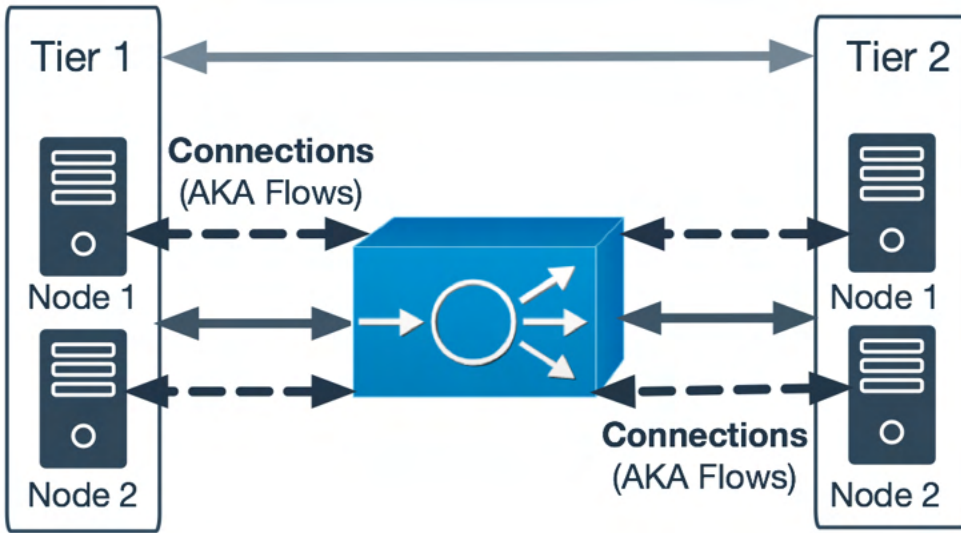 Tier 1
Tier 2
Connections
(AKA Flows)
Node 1
Node 1
Node 2
Connections
(AKA Flows)
Node 2